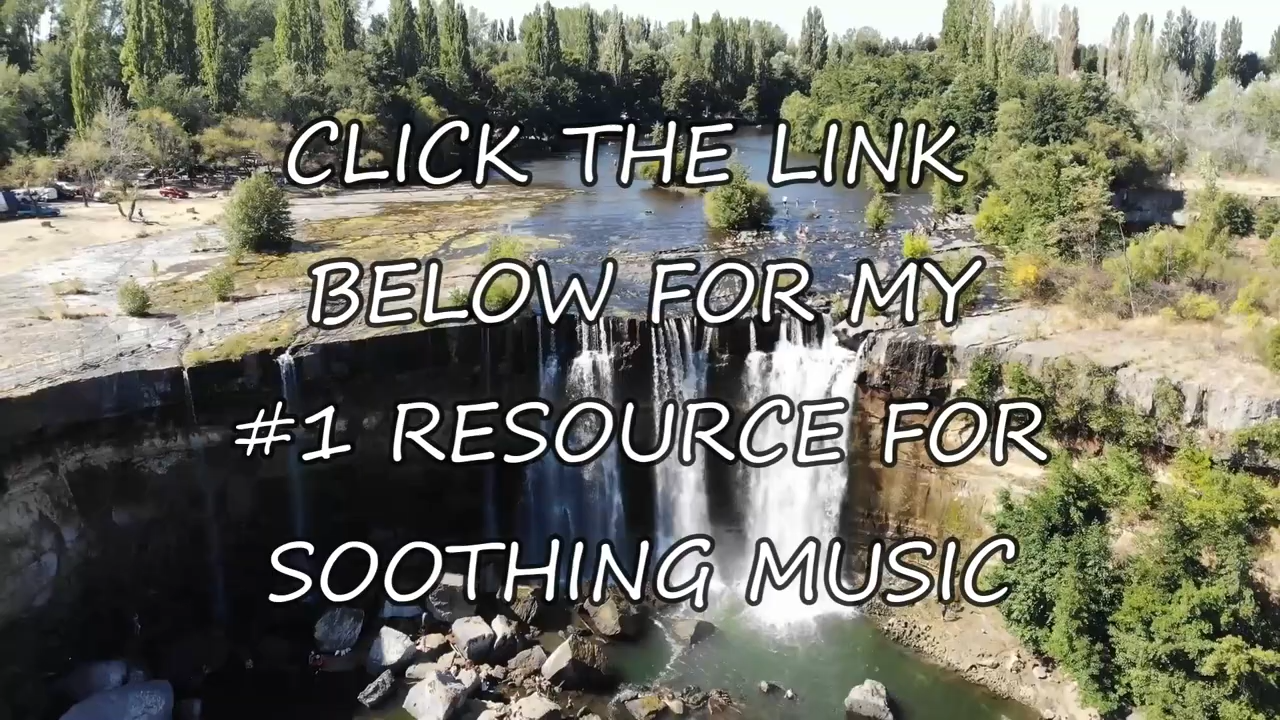 CLICK THE LINK
BELOW FOR MY
#1 RESOURCE FOR
SOOTHING MUSIC